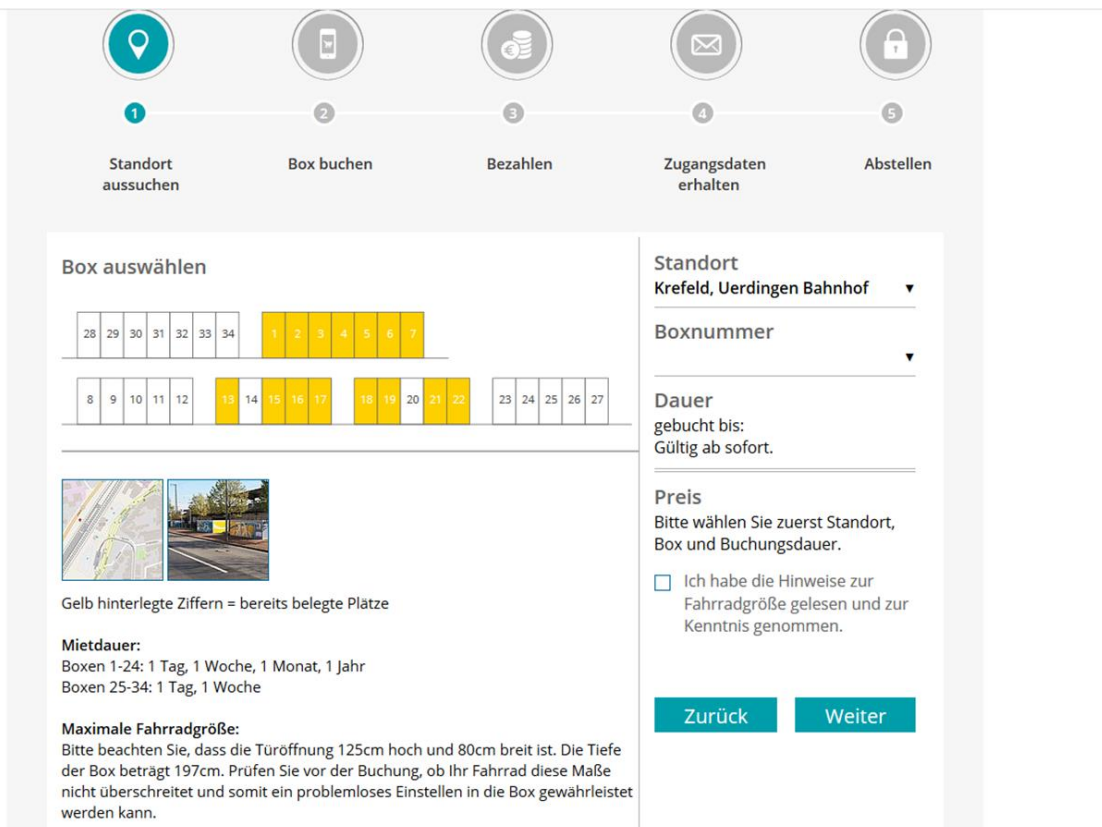 1
2
3
4
5
Standort
aussuchen
Box buchen
Bezahlen
Zugangsdaten
erhalten
Abstellen
Box auswählen
28 29 30 31 32 33 34 1 2 3 4 5 6 7
8 9 10 11 12 13 14 15 16 17 18 19 20 21 22 23 24 25 26 27
Gelb hinterlegte Ziffern = bereits belegte Plätze
Mietdauer:
Boxen 1-24: 1 Tag, 1 Woche, 1 Monat, 1 Jahr
Boxen 25-34: 1 Tag, 1 Woche
Maximale Fahrradgröße:
Bitte beachten Sie, dass die Türöffnung 125cm hoch und 80cm breit ist. Die Tiefe
der Box beträgt 197cm. Prüfen Sie vor der Buchung, ob Ihr Fahrrad diese Maße
nicht überschreitet und somit ein problemloses Einstellen in die Box gewährleistet
werden kann.
Standort
Krefeld, Uerdingen Bahnhof
Boxnummer
Dauer
gebucht bis:
Gültig ab sofort.
Preis
Bitte wählen Sie zuerst Standort,
Box und Buchungsdauer.
Ich habe die Hinweise zur
Fahrradgröße gelesen und zur
Kenntnis genommen.
Zurück
Weiter